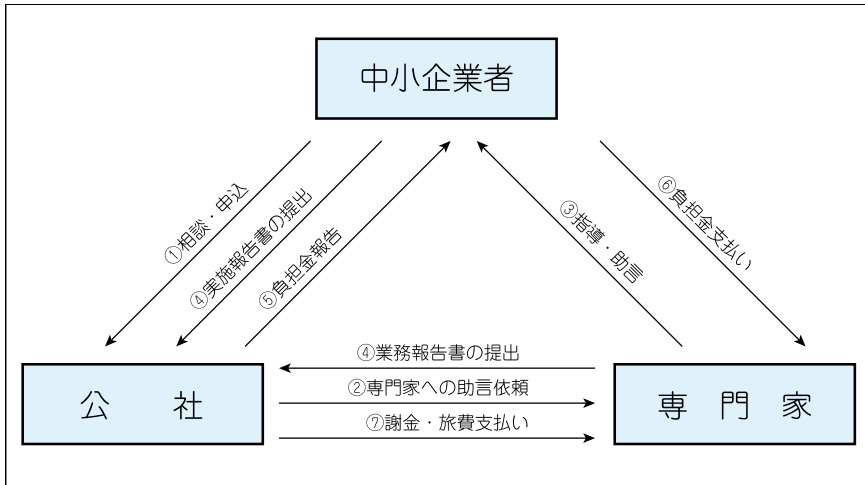 中小企業者
①相談・申込
④実施報告書の提出
⑤負担金報告
③指導・助言
⑥負担金支払い
④業務報告書の提出
②専門家への助言依頼
⑦謝金・旅費支払い
公　社
専　門　家